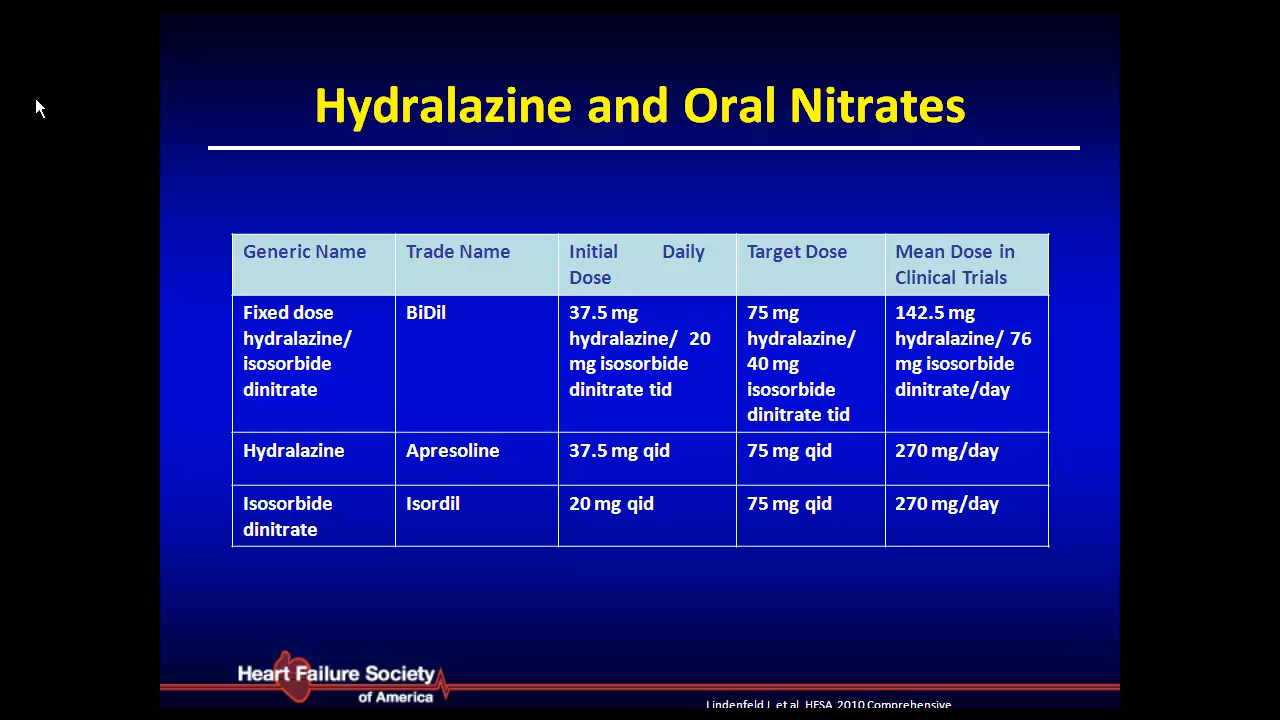 Hydralazine and Oral Nitrates
Generic Name
Trade Name
Initial Daily
Dose
Target Dose
Mean Dose in
Clinical Trials
Fixed dose
hydralazine/
isosorbide
dinitrate
BiDil
37.5 mg
hydralazine/ 20
mg isosorbide
dinitrate tid
75 mg
hydralazine/
40 mg
isosorbide
dinitrate tid
142.5 mg
hydralazine/ 76
mg isosorbide
dinitrate/day
Hydralazine
Apresoline
37.5 mg qid
75 mg qid
270 mg/day
Isosorbide
dinitrate
Isordil
20 mg qid
75 mg qid
270 mg/day
Heart Failure Society
of America
Lindenfeld J, et al. HFSA 2010 Comprehensive